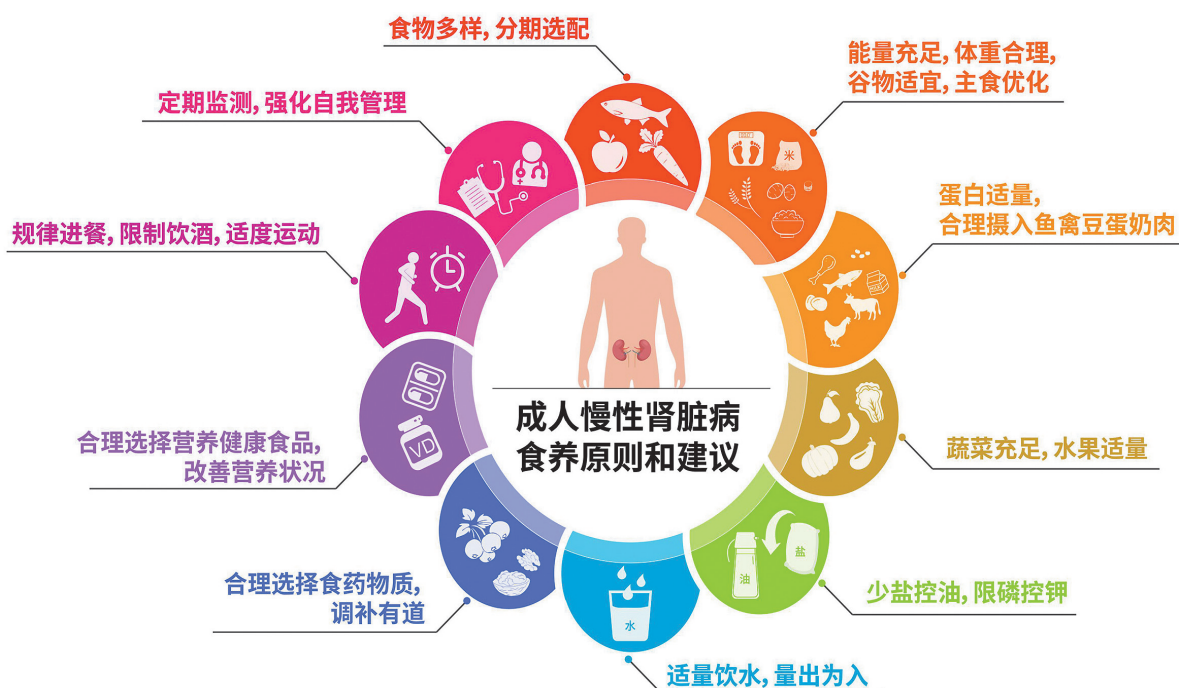 食物多样，分期选配
能量充足，体重合理，
谷物适宜，主食优化
蛋白适量，
合理摄入鱼禽豆蛋奶肉
蔬菜充足，水果适量
少盐控油，限磷控钾
适量饮水，量出为入
合理选择食药物质，
调补有道
合理选择营养健康食品，
改善营养状况
规律进餐，限制饮酒，适度运动
定期监测，强化自我管理
成人慢性肾脏病
食养原则和建议
米
盐
油
水
VD